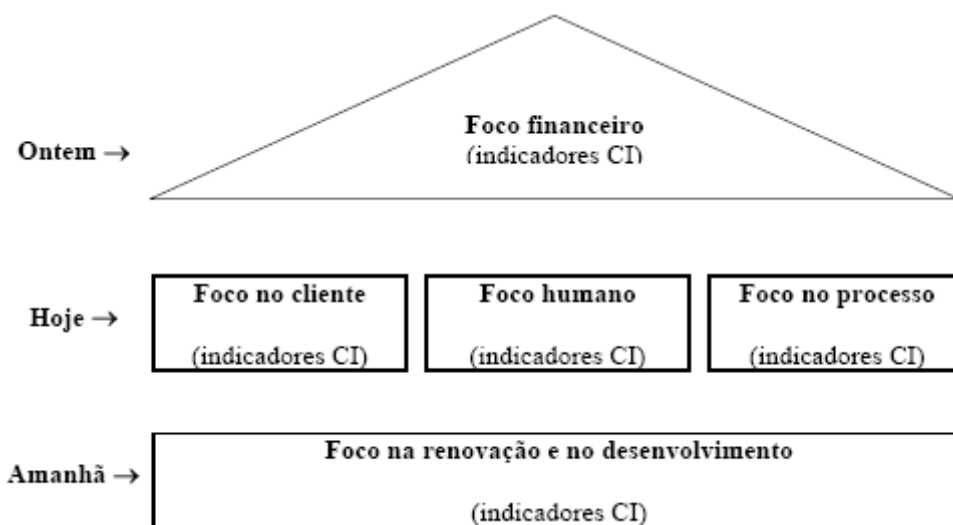 Foco financeiro
Ontem →
(indicadores CI)
Foco no cliente
Foco humano
Foco no processo
Hoje →
(indicadores CI)
(indicadores CI)
(indicadores CI)
Foco na renovação e no desenvolvimento
Amanhã →
(indicadores CI)